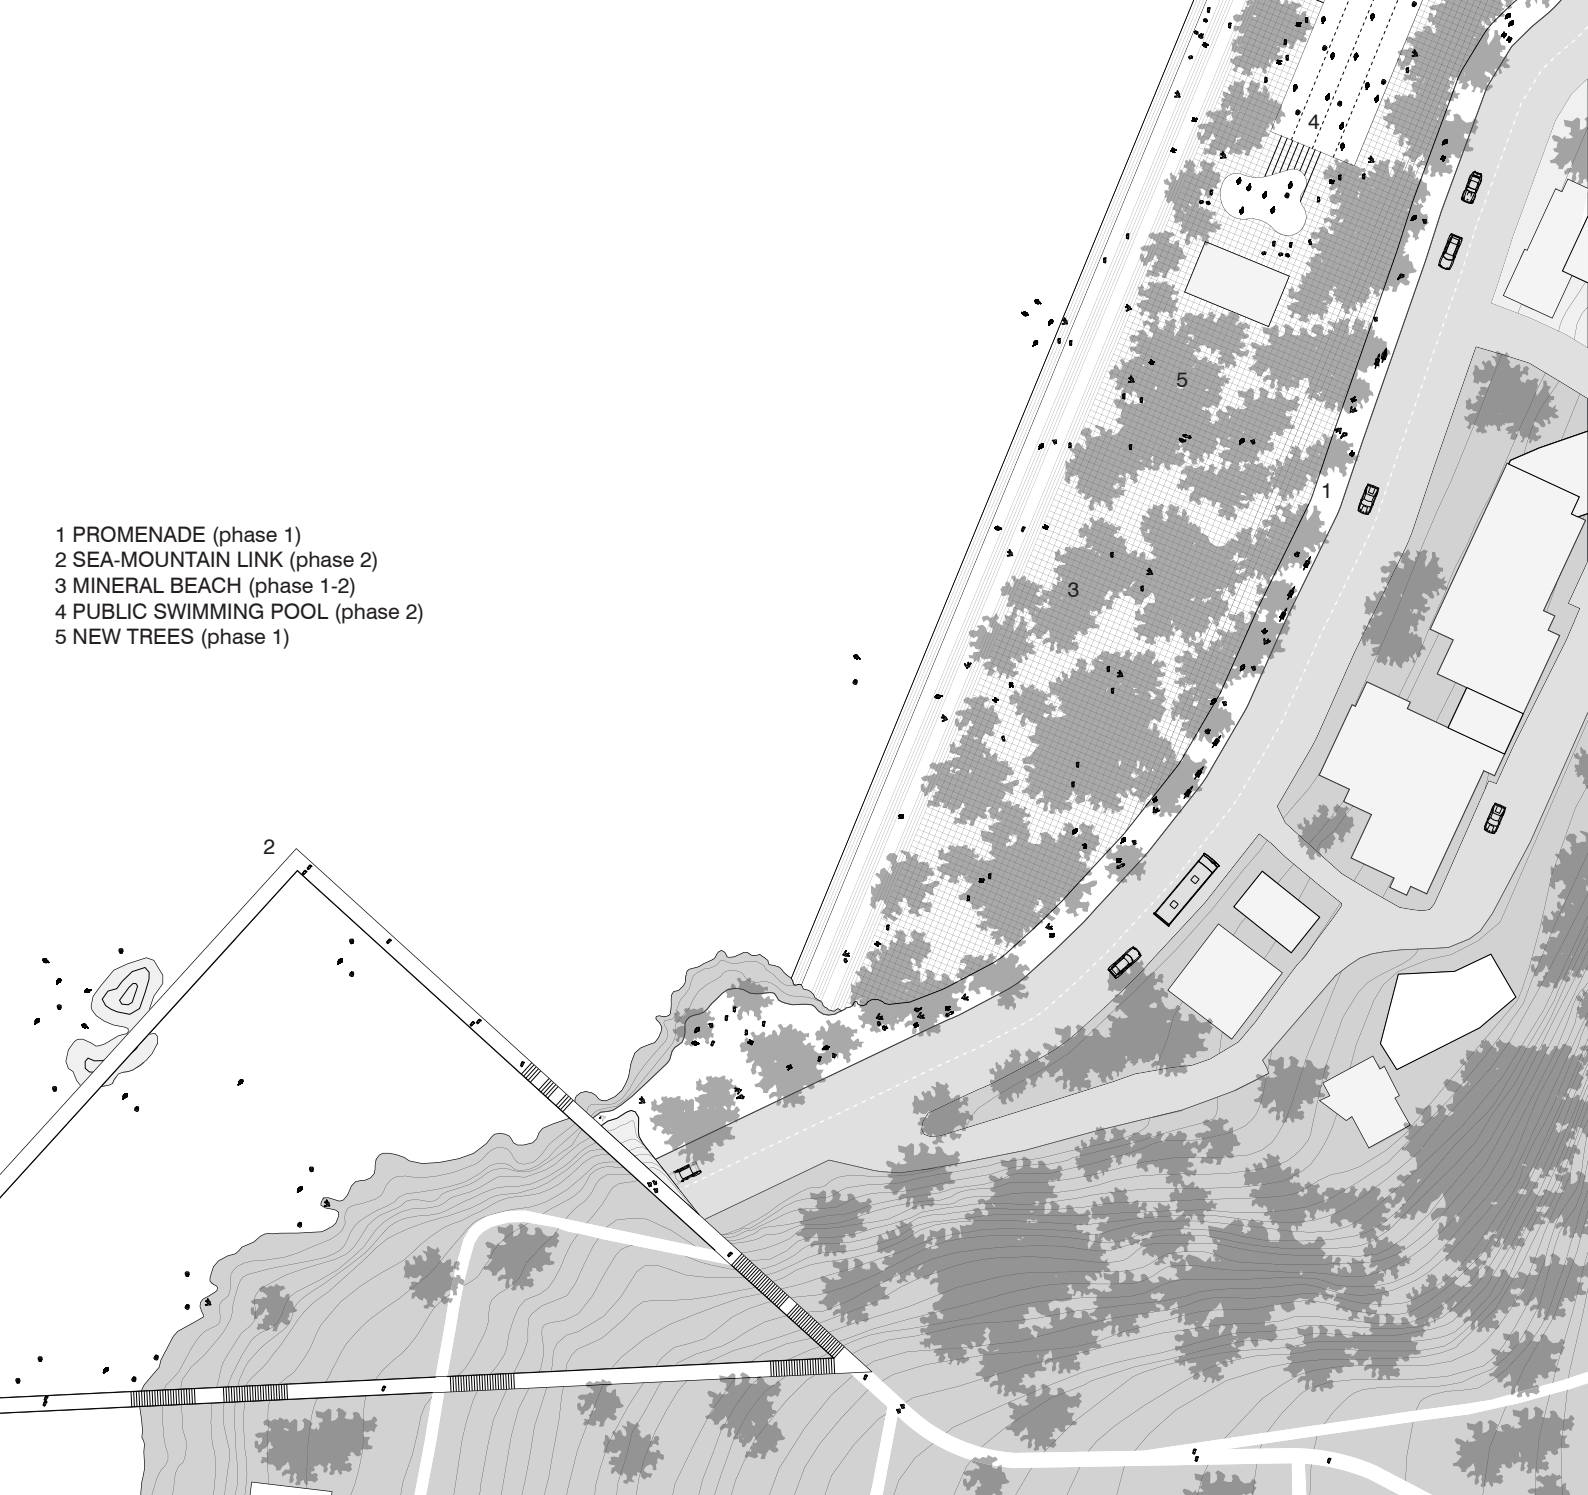 4
5
1
1 PROMENADE (phase 1)
2 SEA-MOUNTAIN LINK (phase 2)
3 MINERAL BEACH (phase 1-2)
4 PUBLIC SWIMMING POOL (phase 2)
5 NEW TREES (phase 1)
3
2